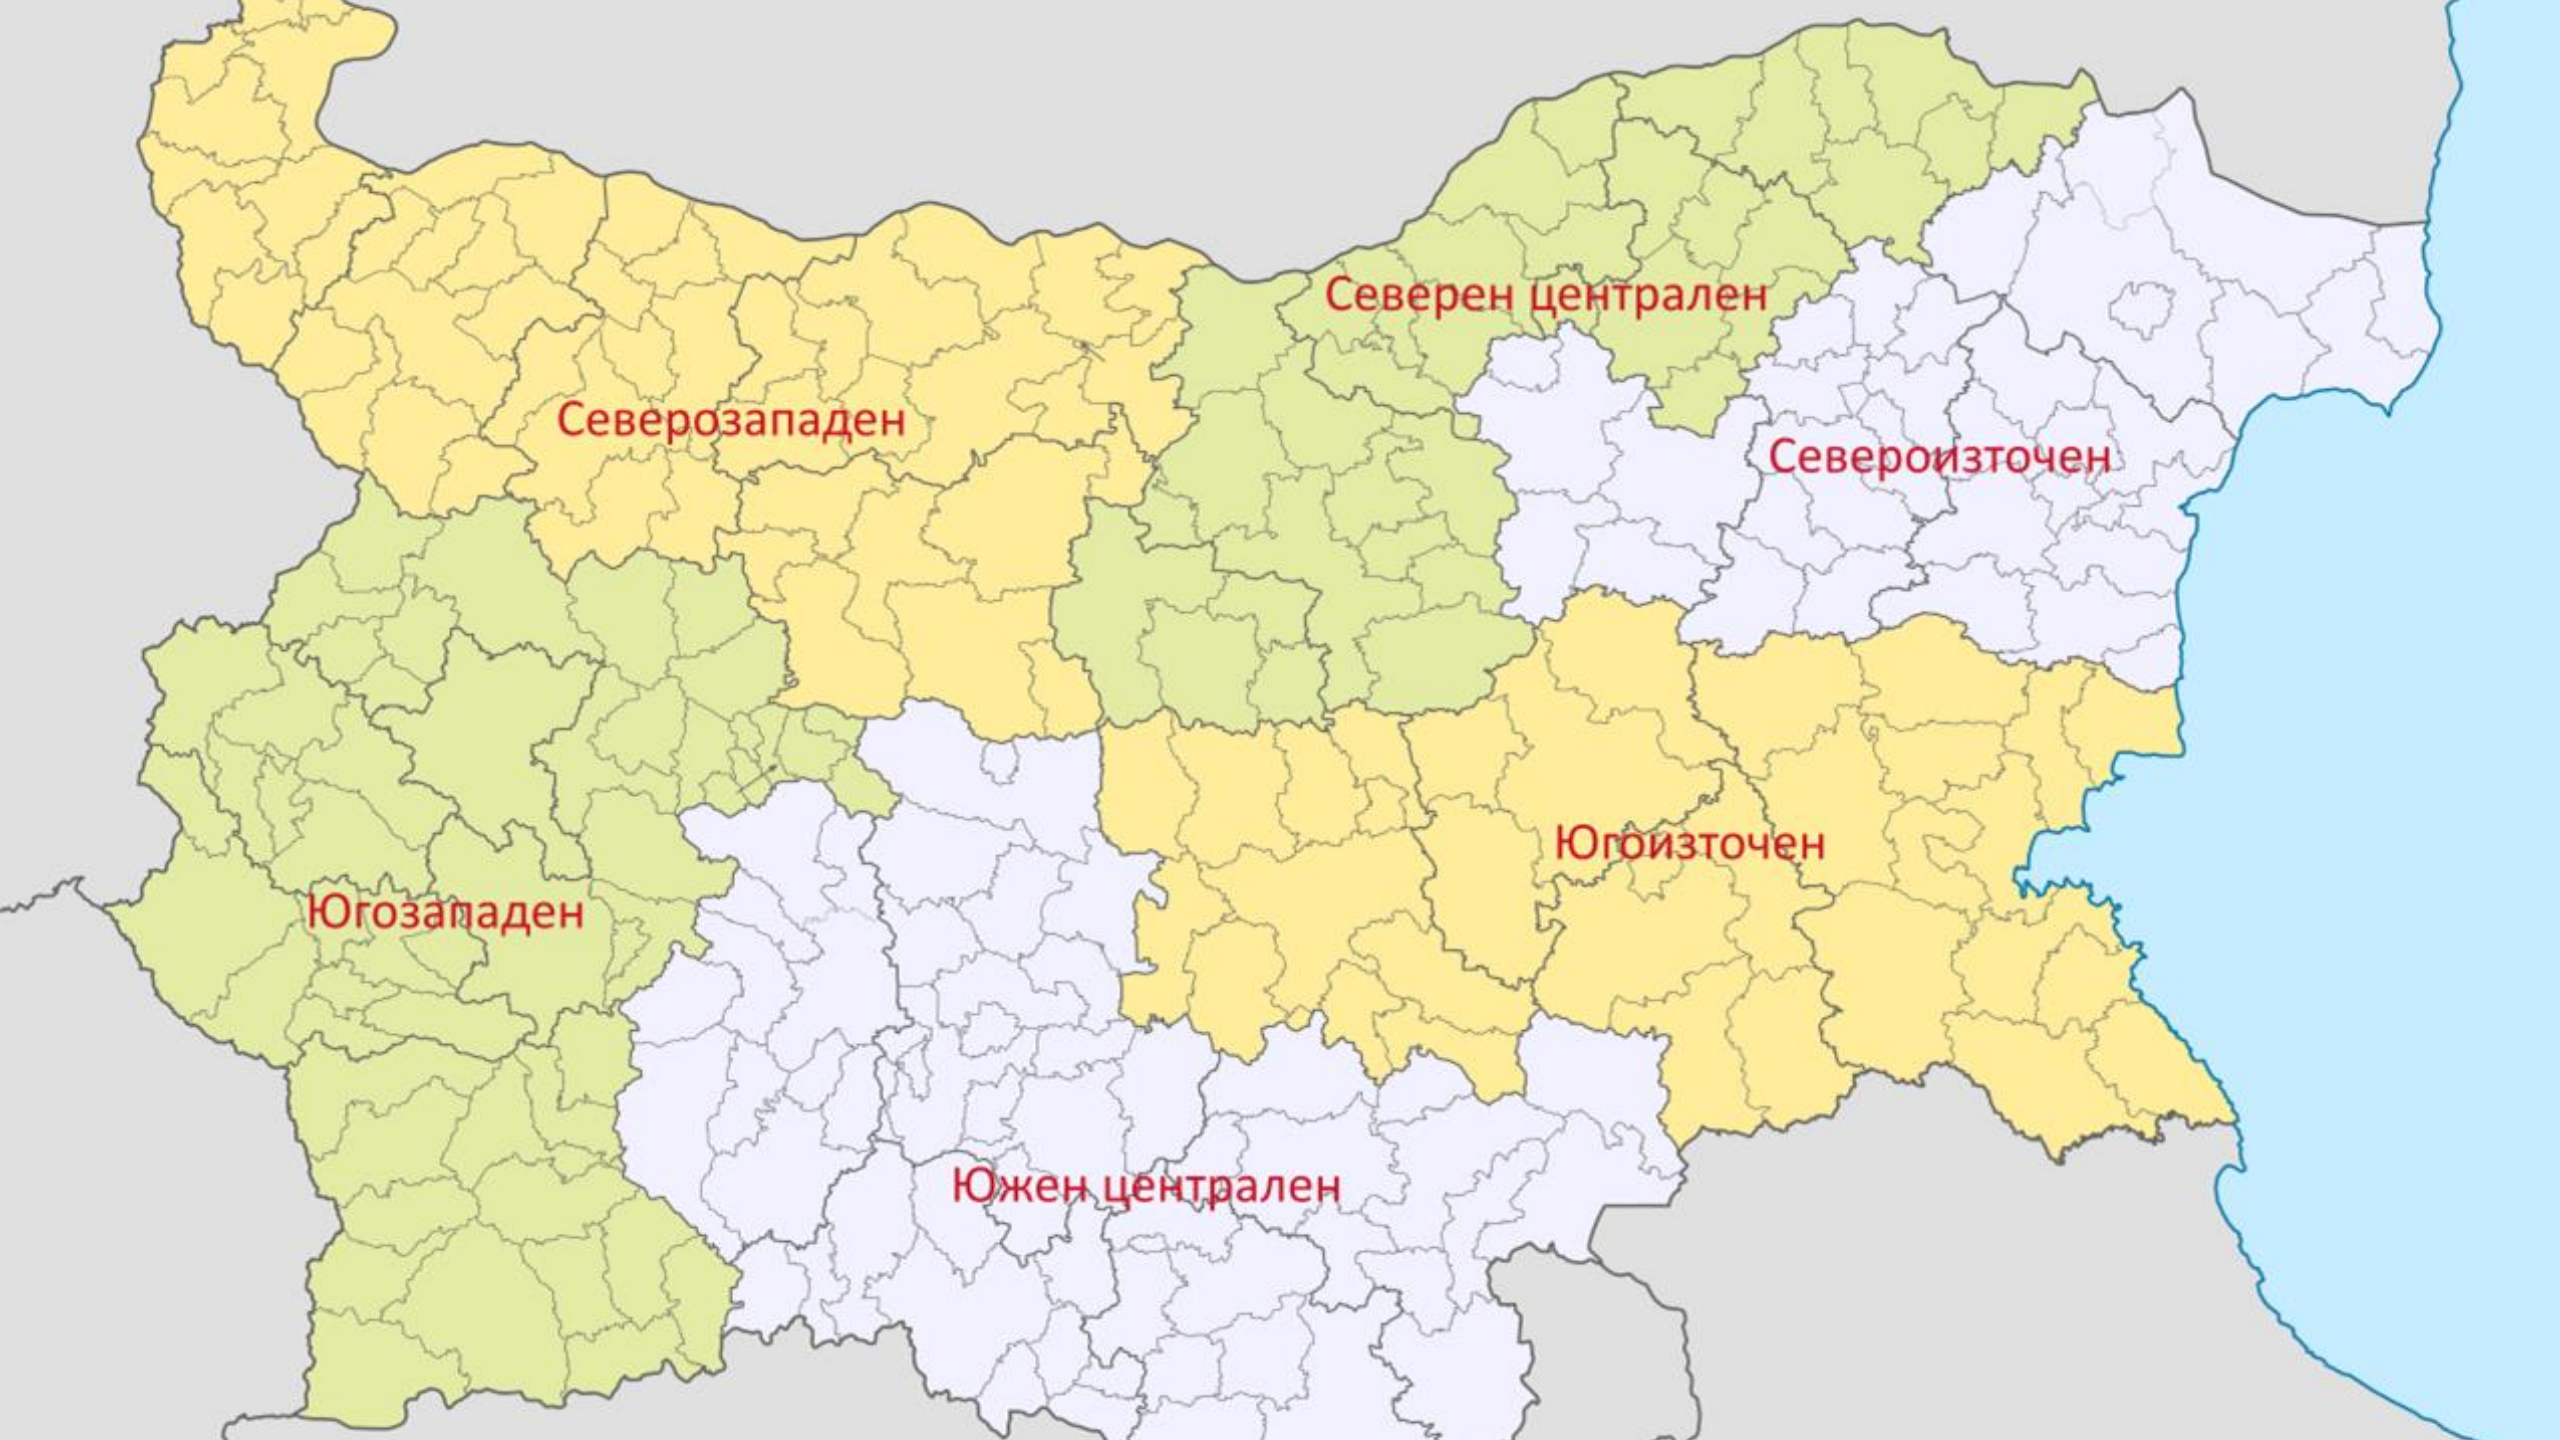 Северен централен
Северозападен
Североизточен
Югоизточен
Югозападен
Южен централен